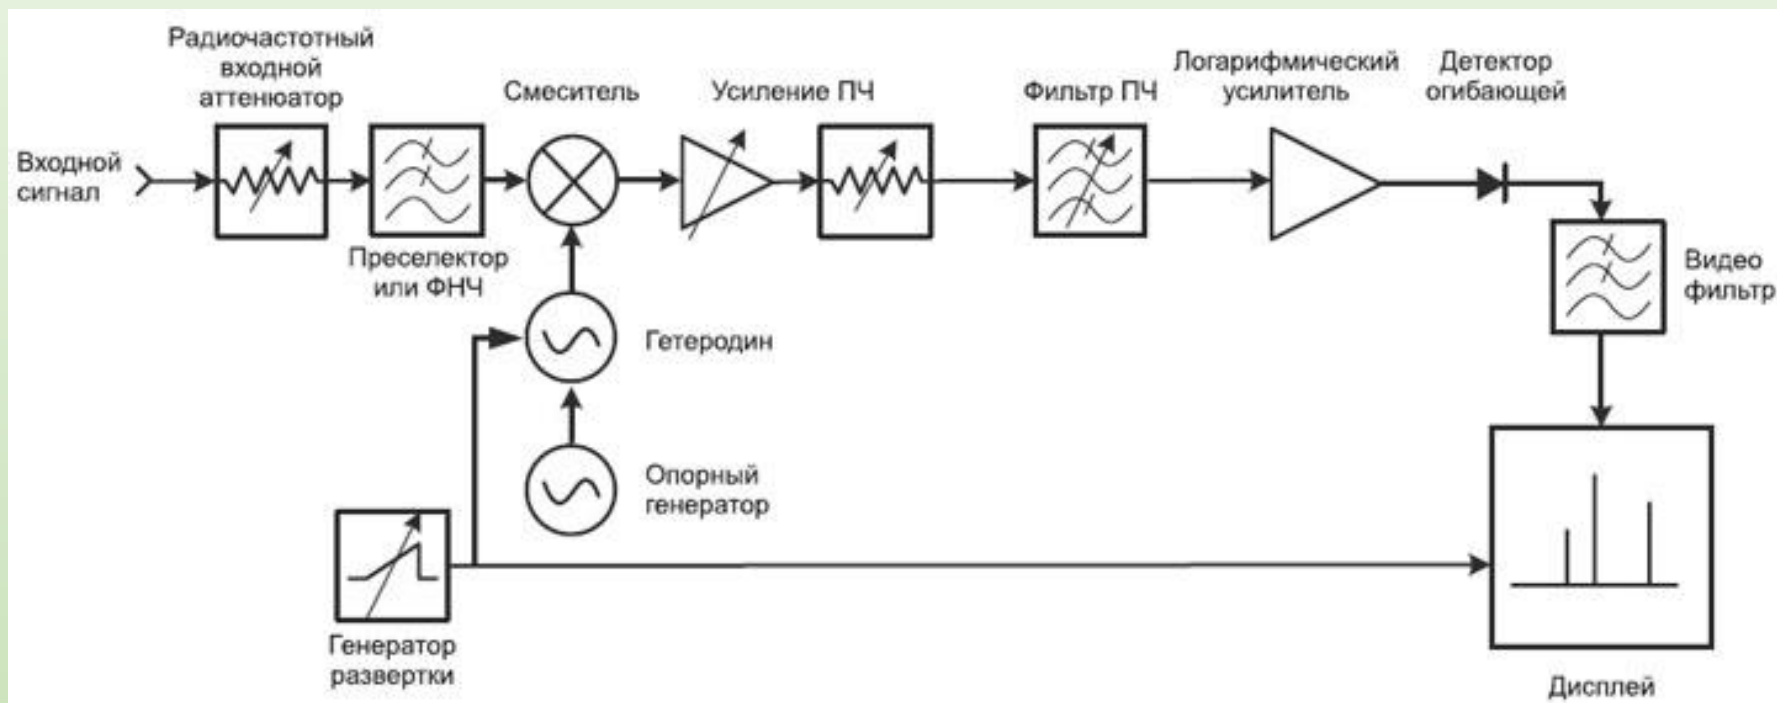 Радиочастотный
входной
аттенюатор
Смеситель
Усиление ПЧ
Фильтр ПЧ
Логарифмический
усилитель
Детектор
огибающей
Входной
сигнал
Преселектор
или ФНЧ
Видео
фильтр
Гетеродин
Опорный
генератор
Генератор
развертки
Дисплей